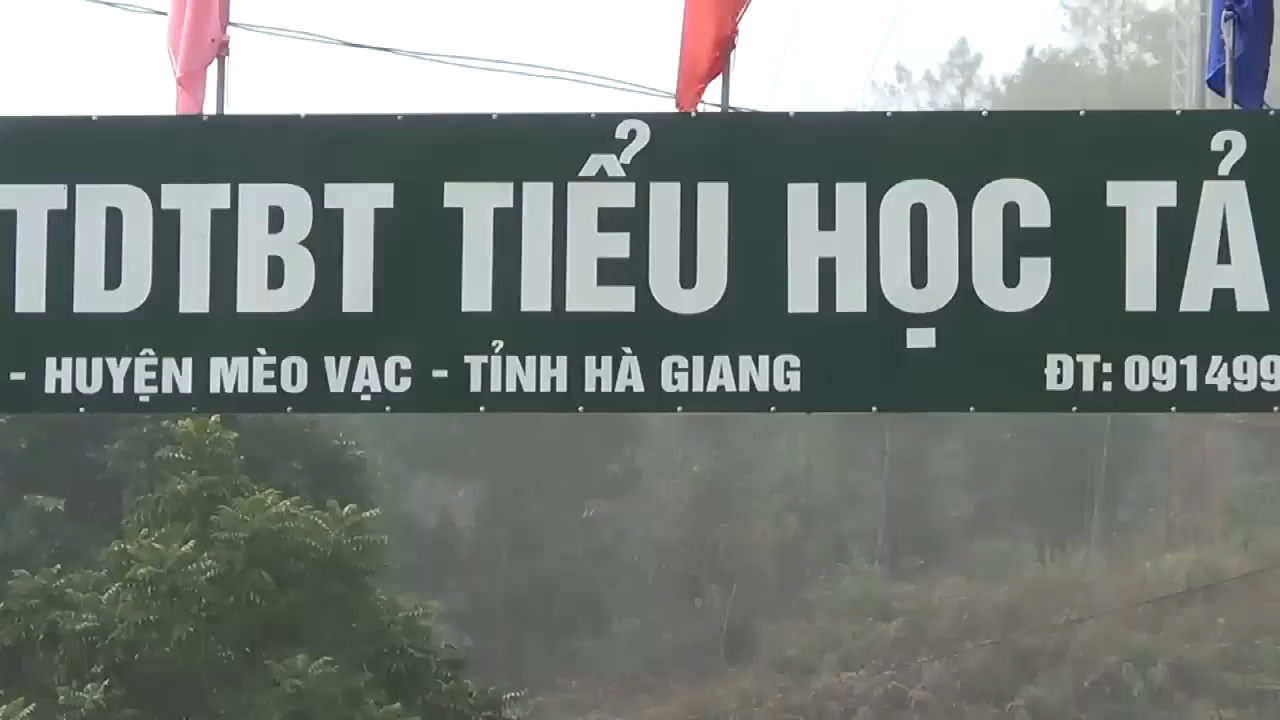 TDTBT TIỂU HỌC TẢ
- HUYỆN MÈO VẠC - TỈNH HÀ GIANG ĐT: 091499